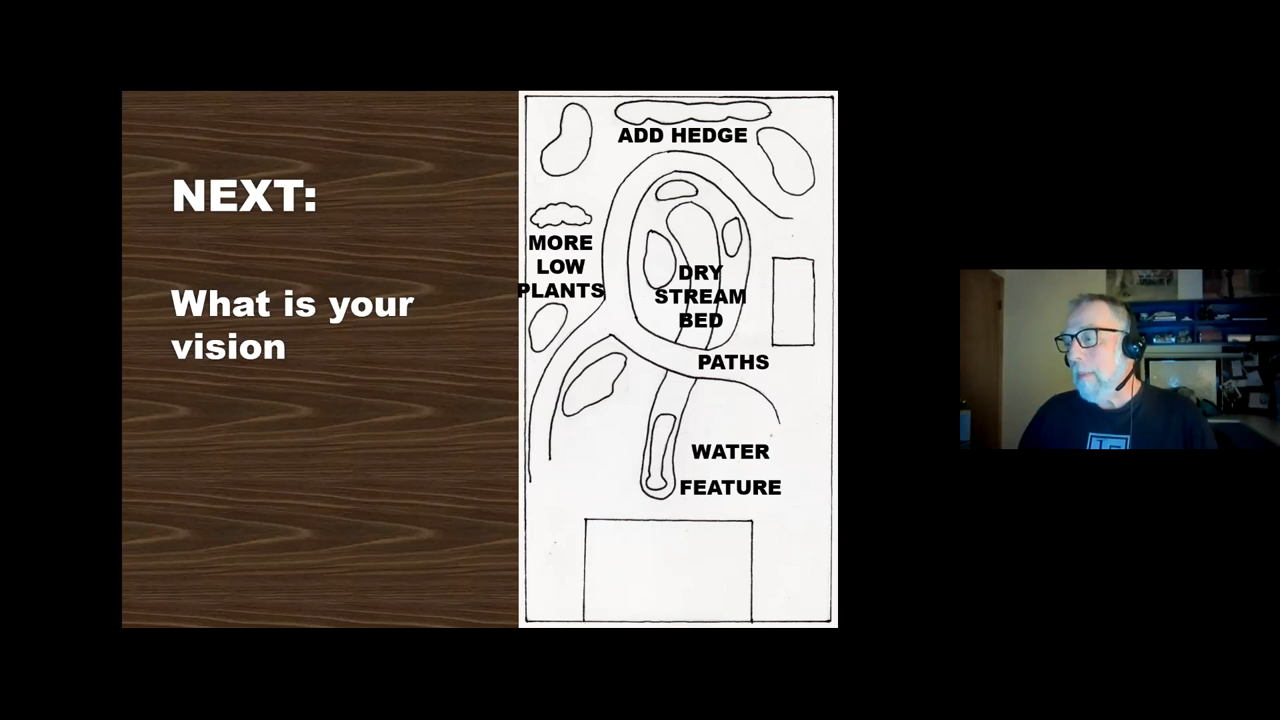 NEXT:
What is your
vision
ADD HEDGE
MORE
LOW
PLANTS
DRY
STREAM
BED
PATHS
WATER
FEATURE